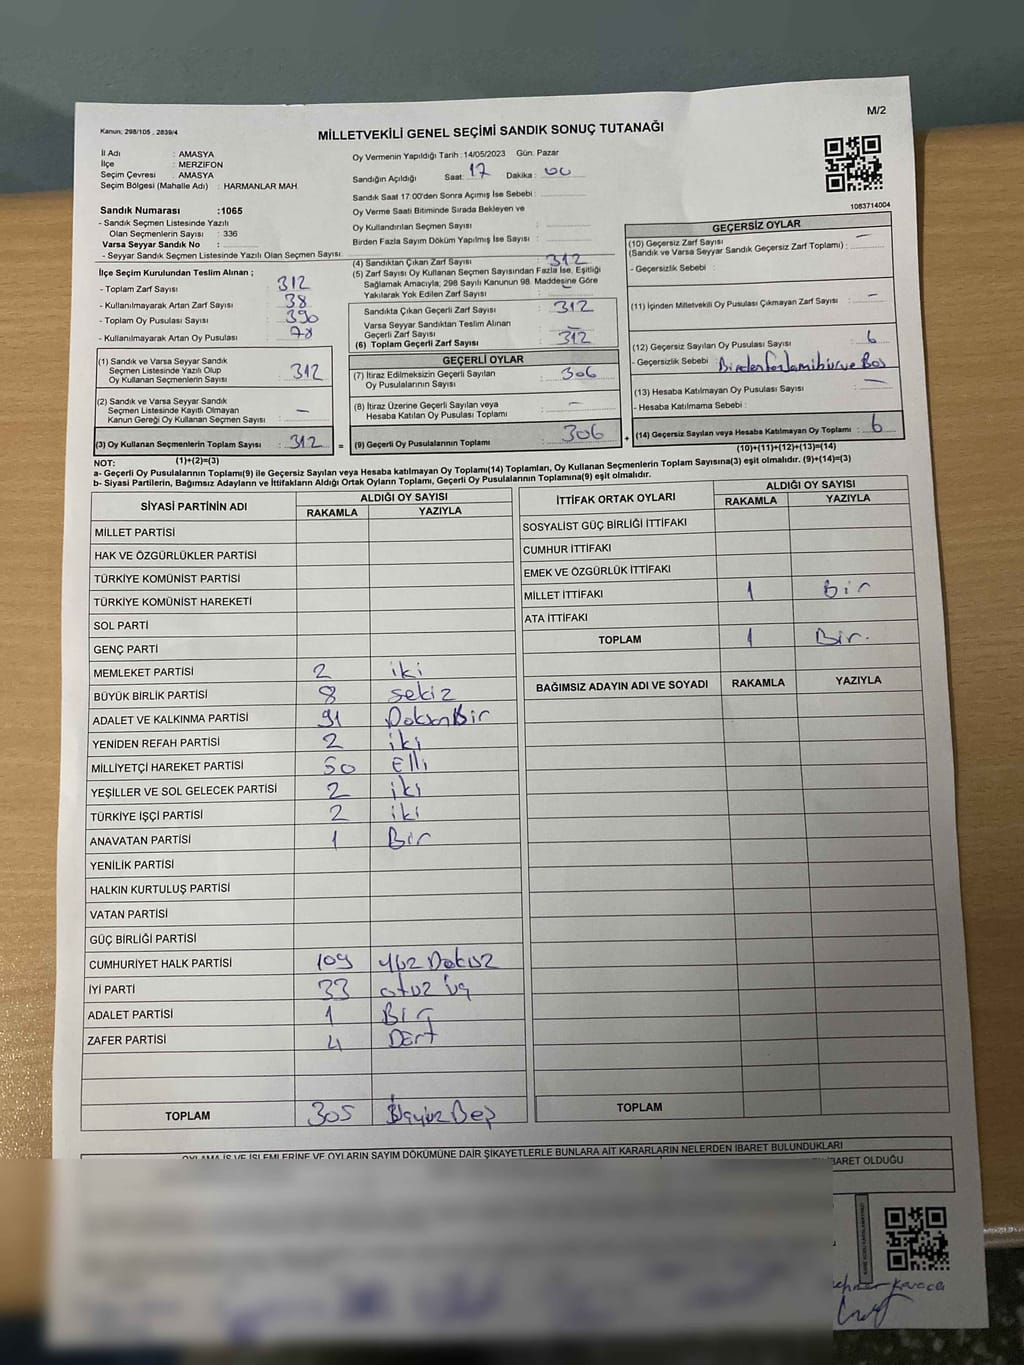 Kanun; 298/105 , 2839/4
M/2
MİLLETVEKİLİ GENEL SEÇİMİ SANDIK SONUÇ TUTANAĞI
İl Adı : AMASYA
İlçe : MERZİFON
Seçim Çevresi : AMASYA
Seçim Bölgesi (Mahalle Adı) : HARMANLAR MAH.
Sandık Numarası :1065
- Sandık Seçmen Listesinde Yazılı
Olan Seçmenlerin Sayısı : 336
Varsa Seyyar Sandık No :
- Seyyar Sandık Seçmen Listesinde Yazılı Olan Seçmen Sayısı:
Oy Vermenin Yapıldığı Tarih :14/05/2023 Gün: Pazar
Sandığın Açıldığı Saat: 17 Dakika : 00
Sandık Saat 17:00'den Sonra Açımış İse Sebebi :
Oy Verme Saati Bitiminde Sırada Bekleyen ve
Oy Kullandırılan Seçmen Sayısı :
Birden Fazla Sayım Döküm Yapılmış İse Sayısı :
1083714004
İlçe Seçim Kurulundan Teslim Alınan ;
- Toplam Zarf Sayısı : 312
- Kullanılmayarak Artan Zarf Sayısı : 38
- Toplam Oy Pusulası Sayısı : 390
- Kullanılmayarak Artan Oy Pusulası : 78
(1) Sandık ve Varsa Seyyar Sandık
Seçmen Listesinde Yazılı Olup
Oy Kullanan Seçmenlerin Sayısı : 312
(2) Sandık ve Varsa Seyyar Sandık
Seçmen Listesinde Kayıtlı Olmayan
Kanun Gereği Oy Kullanan Seçmen Sayısı : –
(3) Oy Kullanan Seçmenlerin Toplam Sayısı : 312 =
(1)+(2)=(3)
(4) Sandıktan Çıkan Zarf Sayısı : 312
(5) Zarf Sayısı Oy Kullanan Seçmen Sayısından Fazla İse, Eşitliği
Sağlamak Amacıyla; 298 Sayılı Kanunun 98. Maddesine Göre
Yakılarak Yok Edilen Zarf Sayısı : –
Sandıkta Çıkan Geçerli Zarf Sayısı : 312
Varsa Seyyar Sandıktan Teslim Alınan
Geçerli Zarf Sayısı : –
(6) Toplam Geçerli Zarf Sayısı : 312
GEÇERLİ OYLAR
(7) İtiraz Edilmeksizin Geçerli Sayılan
Oy Pusulalarının Sayısı : 306
(8) İtiraz Üzerine Geçerli Sayılan veya
Hesaba Katılan Oy Pusulası Toplamı : –
(9) Geçerli Oy Pusulalarının Toplamı : 306 +
GEÇERSİZ OYLAR
(10) Geçersiz Zarf Sayısı
(Sandık ve Varsa Seyyar Sandık Geçersiz Zarf Toplamı) : –
- Geçersizlik Sebebi :
(11) İçinden Milletvekili Oy Pusulası Çıkmayan Zarf Sayısı : –
(12) Geçersiz Sayılan Oy Pusulası Sayısı : 6
- Geçersizlik Sebebi :
(13) Hesaba Katılmayan Oy Pusulası Sayısı : –
- Hesaba Katılmama Sebebi :
(14) Geçersiz Sayılan veya Hesaba Katılmayan Oy Toplamı : 6
(10)+(11)+(12)+(13)=(14)
NOT:
a- Geçerli Oy Pusulalarının Toplamı(9) ile Geçersiz Sayılan veya Hesaba katılmayan Oy Toplamı(14) Toplamları, Oy Kullanan Seçmenlerin Toplam Sayısına(3) eşit olmalıdır. (9)+(14)=(3)
b- Siyasi Partilerin, Bağımsız Adayların ve İttifakların Aldığı Ortak Oyların Toplamı, Geçerli Oy Pusulalarının Toplamına(9) eşit olmalıdır.
SİYASİ PARTİNİN ADI ALDIĞI OY SAYISI
RAKAMLA YAZIYLA
MİLLET PARTİSİ
HAK VE ÖZGÜRLÜKLER PARTİSİ
TÜRKİYE KOMÜNİST PARTİSİ
TÜRKİYE KOMÜNİST HAREKETİ
SOL PARTİ
GENÇ PARTİ
MEMLEKET PARTİSİ 2 iki
BÜYÜK BİRLİK PARTİSİ 8 sekiz
ADALET VE KALKINMA PARTİSİ 91 DoksanBir
YENİDEN REFAH PARTİSİ 2 iki
MİLLİYETÇİ HAREKET PARTİSİ 50 Elli
YEŞİLLER VE SOL GELECEK PARTİSİ 2 iki
TÜRKİYE İŞÇİ PARTİSİ 2 iki
ANAVATAN PARTİSİ 1 Bir
YENİLİK PARTİSİ
HALKIN KURTULUŞ PARTİSİ
VATAN PARTİSİ
GÜÇ BİRLİĞİ PARTİSİ
CUMHURİYET HALK PARTİSİ 109 yüz Dokuz
İYİ PARTİ 33 otuz üç
ADALET PARTİSİ 1 Bir
ZAFER PARTİSİ 4 Dört
TOPLAM 305 üçyüz Beş
İTTİFAK ORTAK OYLARI ALDIĞI OY SAYISI
RAKAMLA YAZIYLA
SOSYALİST GÜÇ BİRLİĞİ İTTİFAKI
CUMHUR İTTİFAKI
EMEK VE ÖZGÜRLÜK İTTİFAKI
MİLLET İTTİFAKI 1 Bir
ATA İTTİFAKI
TOPLAM 1 Bir.
BAĞIMSIZ ADAYIN ADI VE SOYADI RAKAMLA YAZIYLA
TOPLAM
OYLAMA İŞ VE İŞLEMLERİNE VE OYLARIN SAYIM DÖKÜMÜNE DAİR ŞİKAYETLERLE BUNLARA AİT KARARLARIN NELERDEN İBARET BULUNDUKLARI
İBARET OLDUĞU